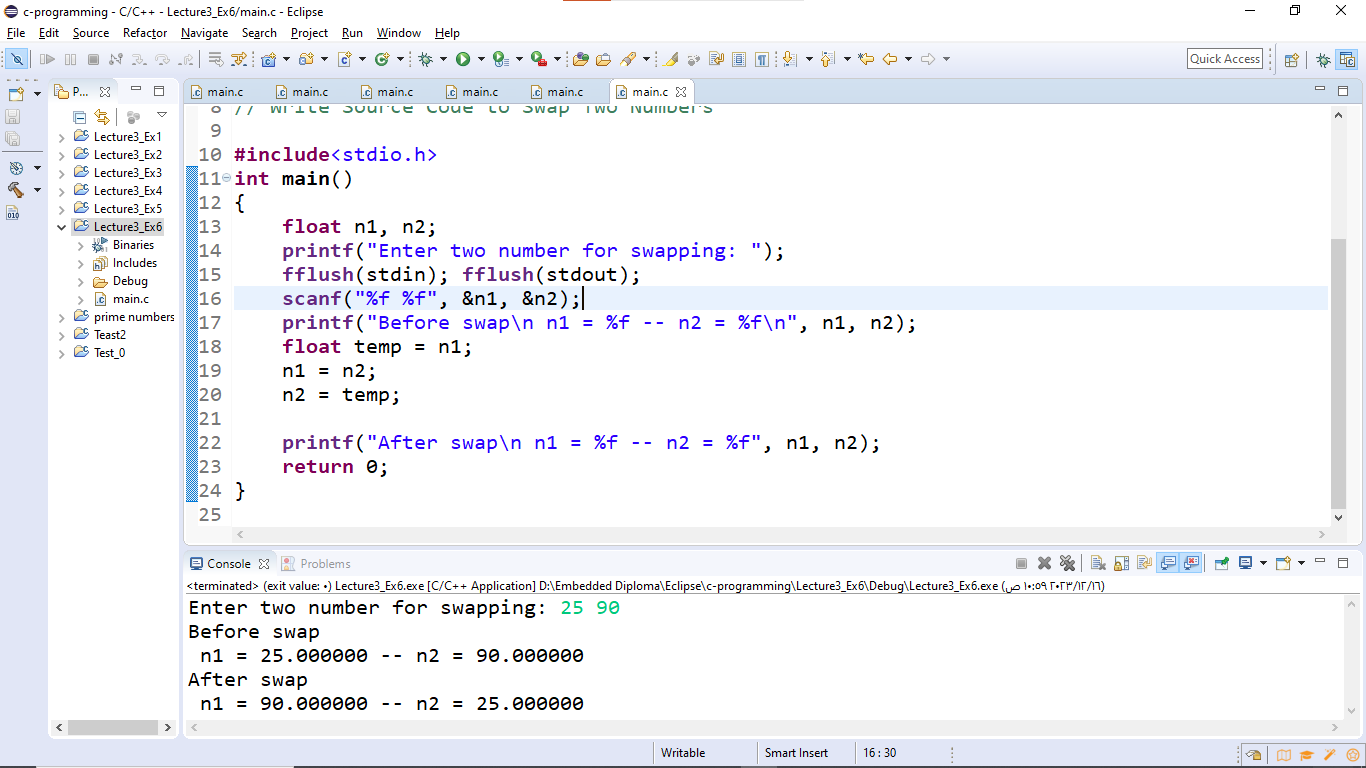 c-programming - C/C++ - Lecture3_Ex6/main.c - Eclipse
File Edit Source Refactor Navigate Search Project Run Window Help
Quick Access
P...
main.c main.c main.c main.c main.c main.c
Lecture3_Ex1
Lecture3_Ex2
Lecture3_Ex3
Lecture3_Ex4
Lecture3_Ex5
Lecture3_Ex6
Binaries
Includes
Debug
main.c
prime numbers
Teast2
Test_0
8 // Write Source Code to Swap Two Numbers
9
10 #include<stdio.h>
11 int main()
12 {
13 float n1, n2;
14 printf("Enter two number for swapping: ");
15 fflush(stdin); fflush(stdout);
16 scanf("%f %f", &n1, &n2);
17 printf("Before swap\n n1 = %f -- n2 = %f\n", n1, n2);
18 float temp = n1;
19 n1 = n2;
20 n2 = temp;
21
22 printf("After swap\n n1 = %f -- n2 = %f", n1, n2);
23 return 0;
24 }
25
Console Problems
<terminated> (exit value: ٠) Lecture3_Ex6.exe [C/C++ Application] D:\Embedded Diploma\Eclipse\c-programming\Lecture3_Ex6\Debug\Lecture3_Ex6.exe (ص ١٠:٥٩ ٢٠٢٣/١٢/٢٦)
Enter two number for swapping: 25 90
Before swap
n1 = 25.000000 -- n2 = 90.000000
After swap
n1 = 90.000000 -- n2 = 25.000000
Writable Smart Insert 16 : 30